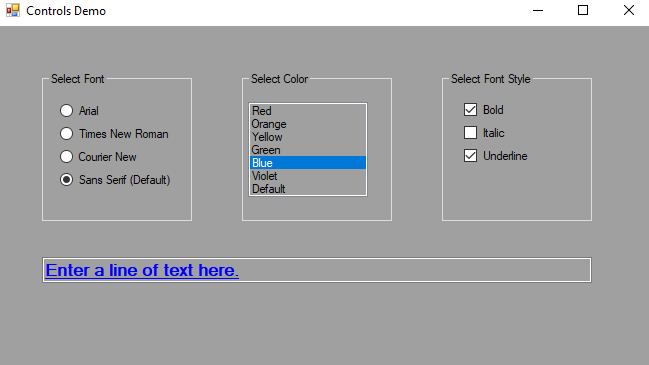 Controls Demo
Select Font
Arial
Times New Roman
Courier New
Sans Serif (Default)
Select Color
Red
Orange
Yellow
Green
Blue
Violet
Default
Select Font Style
Bold
Italic
Underline
Enter a line of text here.